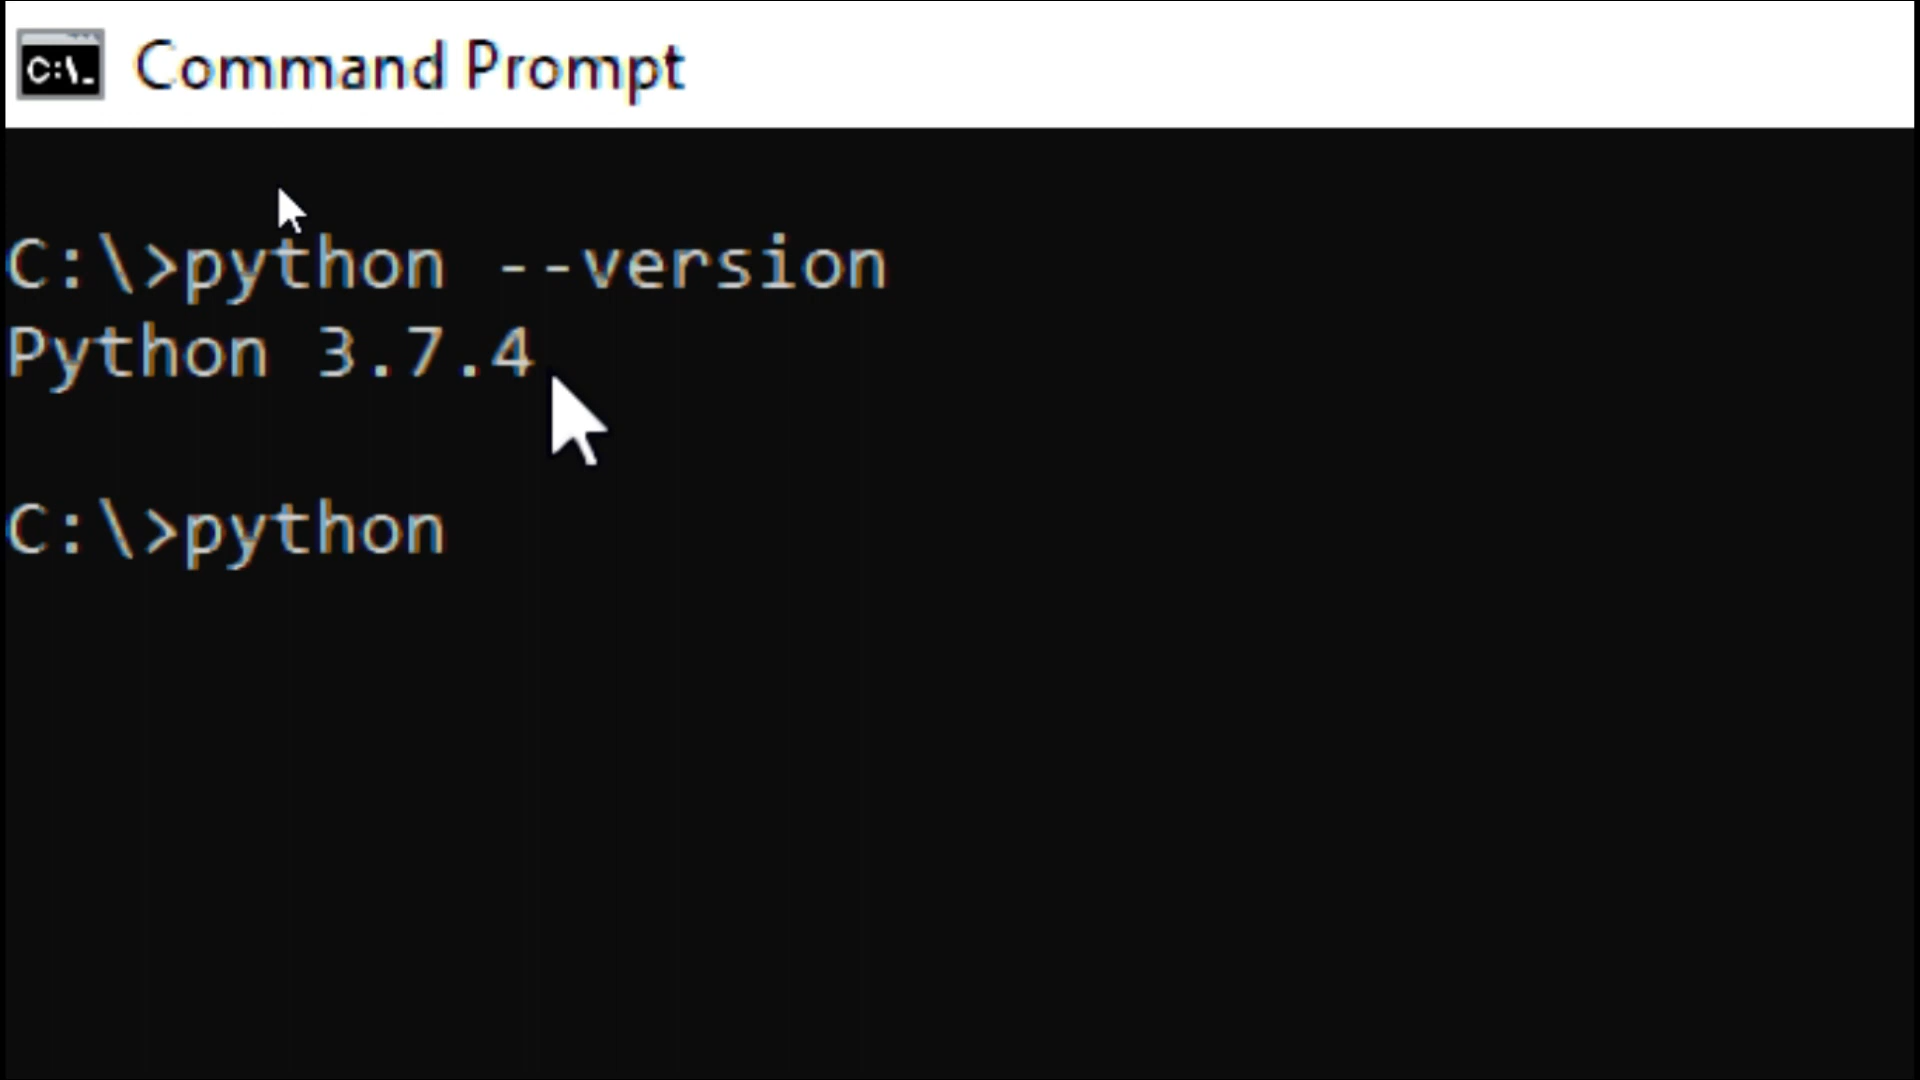 C:\_ Command Prompt
C:\>python --version
Python 3.7.4
C:\>python